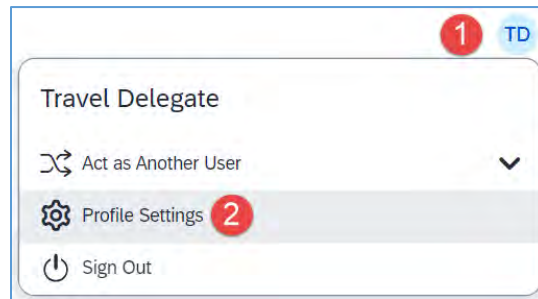 1 TD
Travel Delegate
Act as Another User
Profile Settings 2
Sign Out